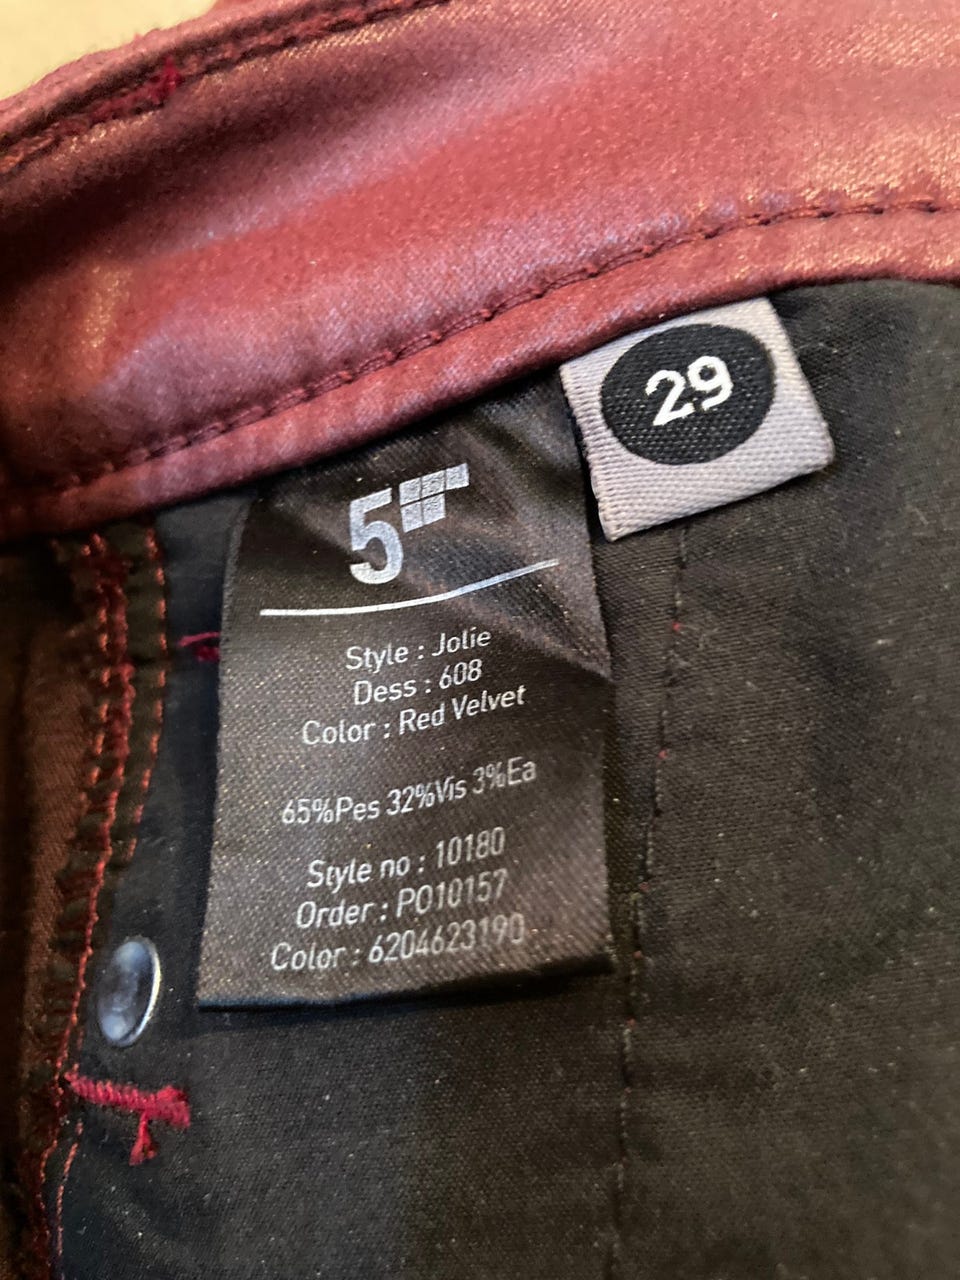 29
5
Style : Jolie
Dess : 608
Color : Red Velvet
65%Pes 32%Vis 3%Ea
Style no : 10180
Order : PO10157
Color : 6204623190